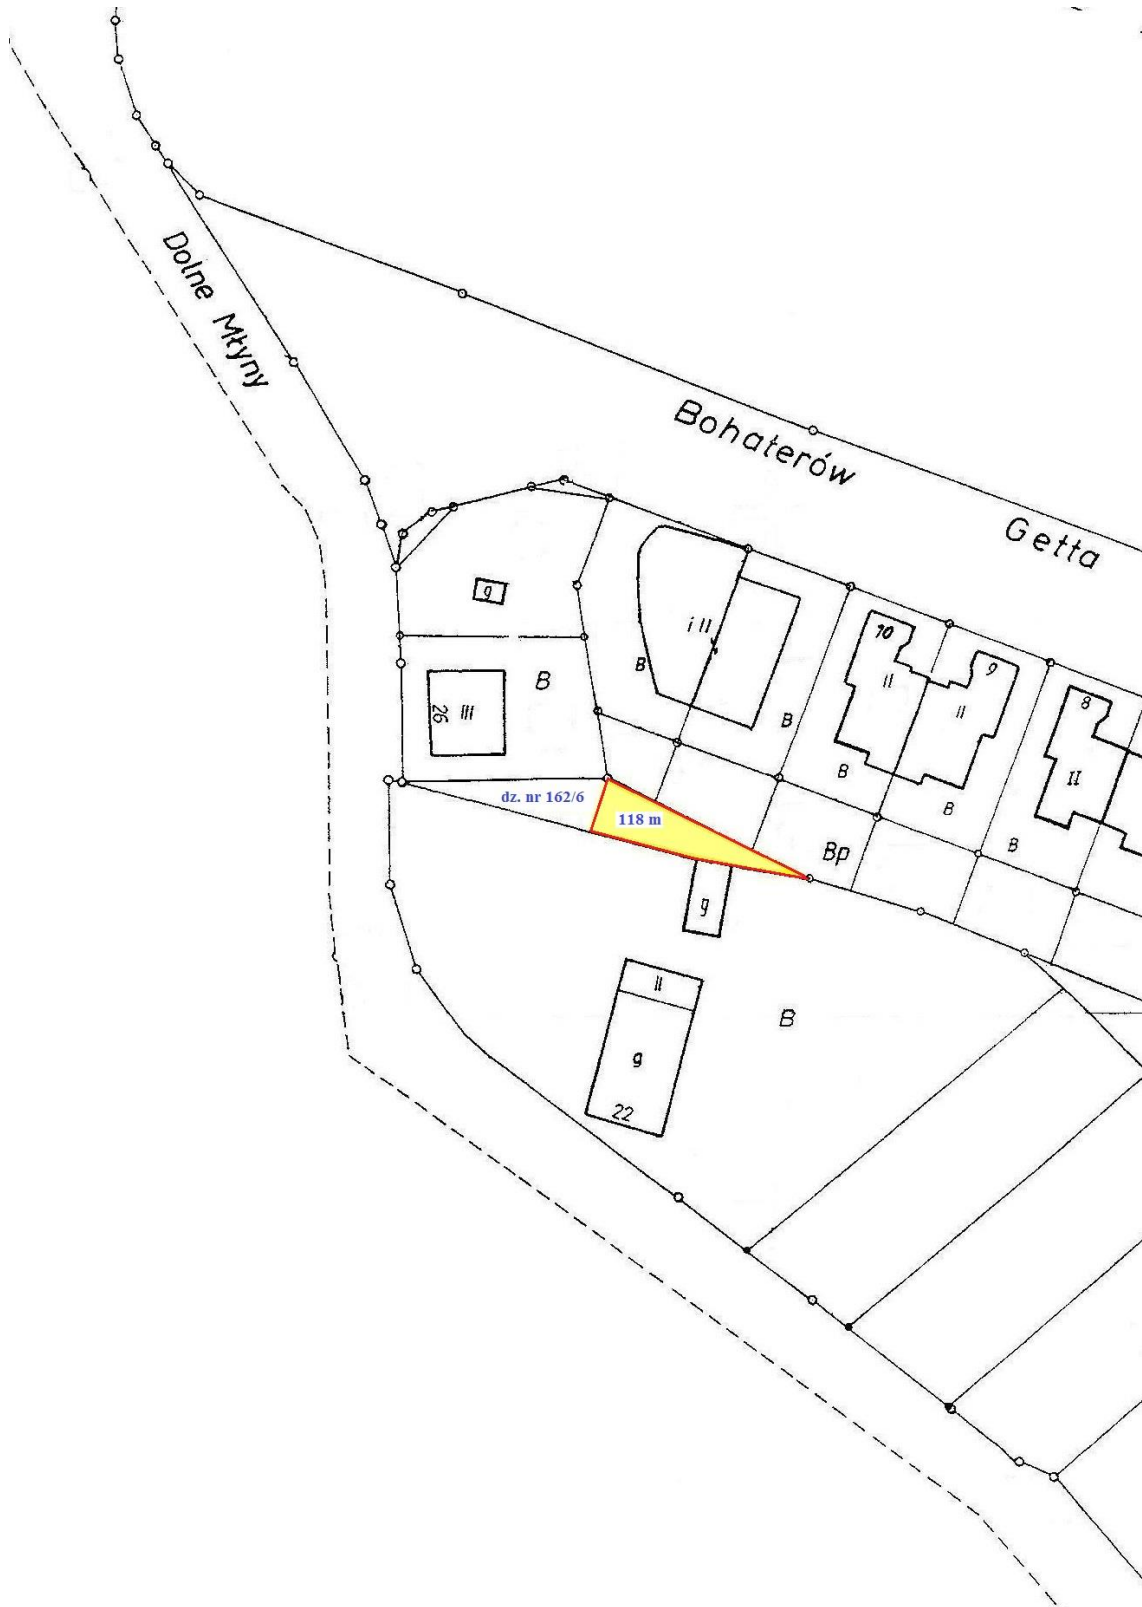 Dolne Młyny
Bohaterów
Getta
g
i II
B
10
9
II
II
8
II
B
26
III
B
B
B
B
B
dz. nr 162/6
118 m
Bp
g
II
g
22
B